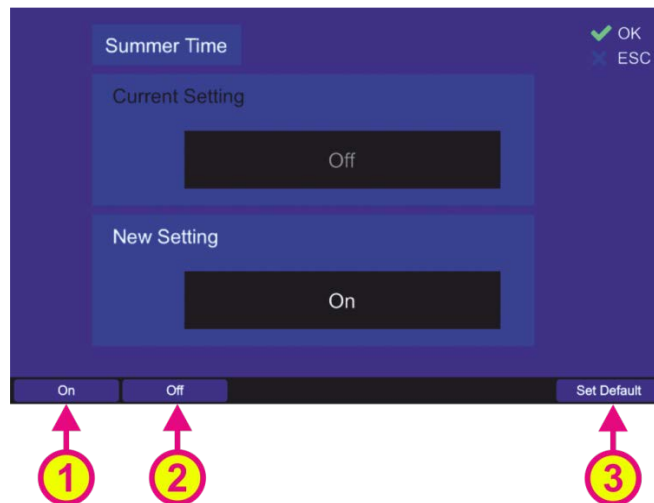 Summer Time
OK
ESC
Current Setting
Off
New Setting
On
On Off Set Default
1 2 3